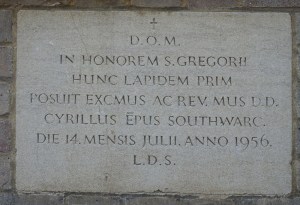 D.O.M.
IN HONOREM S. GREGORII
HUNC LAPIDEM PRIM
POSUIT EXCMUS AC REV. MUS D.D.
CYRILLUS ĒPUS SOUTHWARC.
DIE 14. MENSIS JULII, ANNO 1956.
L.D.S.